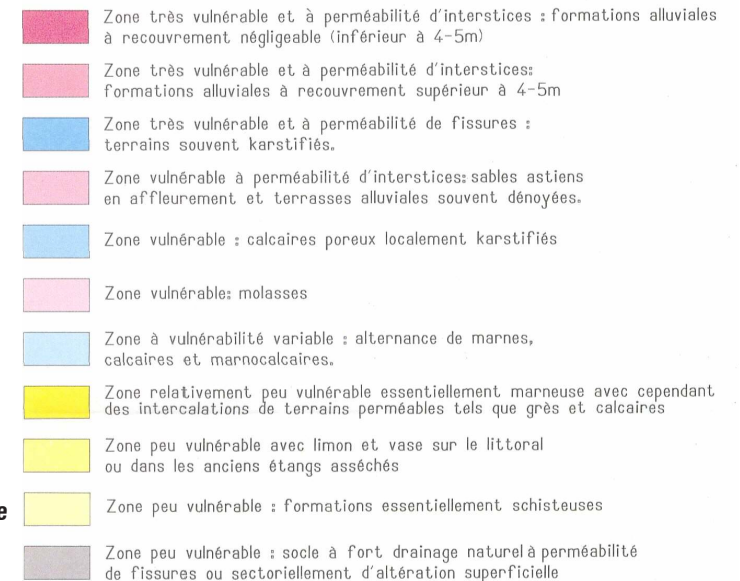 Zone très vulnérable et à perméabilité d'interstices : formations alluviales
à recouvrement négligeable (inférieur à 4-5m)
Zone très vulnérable et à perméabilité d'interstices:
formations alluviales à recouvrement supérieur à 4-5m
Zone très vulnérable et à perméabilité de fissures :
terrains souvent karstifiés.
Zone vulnérable à perméabilité d'interstices: sables astiens
en affleurement et terrasses alluviales souvent dénoyées.
Zone vulnérable : calcaires poreux localement karstifiés
Zone vulnérable: molasses
Zone à vulnérabilité variable : alternance de marnes,
calcaires et marnocalcaires.
Zone relativement peu vulnérable essentiellement marneuse avec cependant
des intercalations de terrains perméables tels que grès et calcaires
Zone peu vulnérable avec limon et vase sur le littoral
ou dans les anciens étangs asséchés
e Zone peu vulnérable : formations essentiellement schisteuses
Zone peu vulnérable : socle à fort drainage naturel à perméabilité
de fissures ou sectoriellement d'altération superficielle